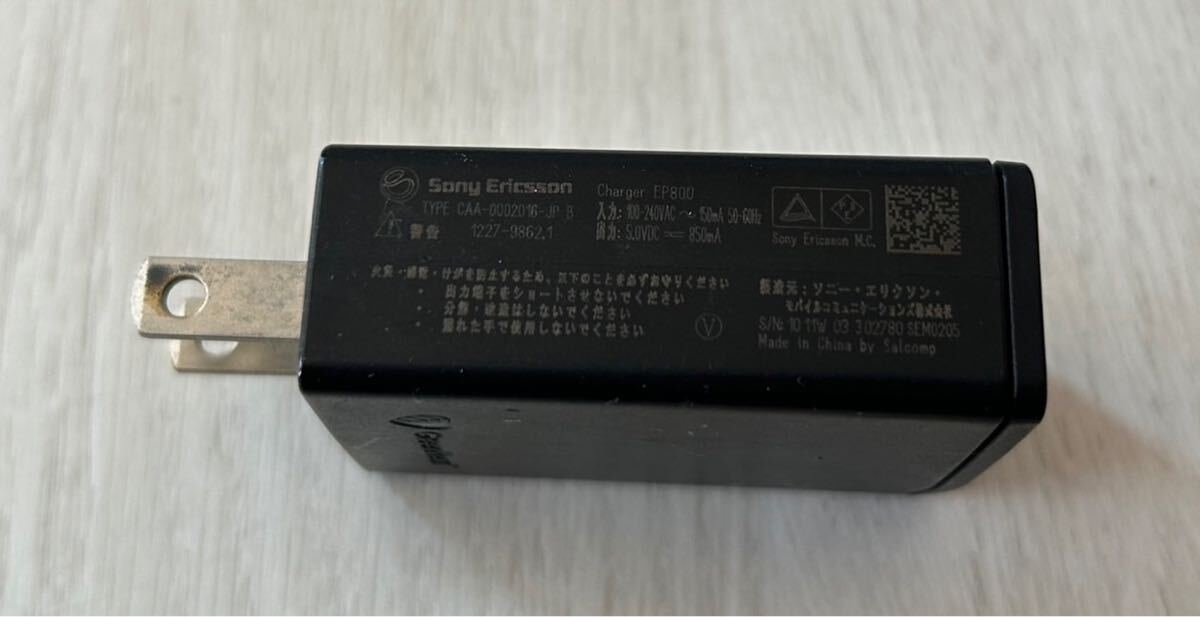 Sony Ericsson
TYPE CAA-0002016-JP B
警告 1227-9862.1
Charger EP800
入力: 100-240VAC ～ 150mA 50-60Hz
出力: 5.0VDC 850mA
PSE
Sony Ericsson M.C.
火災・感電・けがを防止するため、以下のことを必ずお守りください
・ 出力端子をショートさせないでください
・ 分解・改造はしないでください
・ 濡れた手で使用しないでください
V
製造元:ソニー・エリクソン・
モバイルコミュニケーションズ株式会社
S/N: 10 11W 03 302780 SEM0205
Made in China by Salcomp